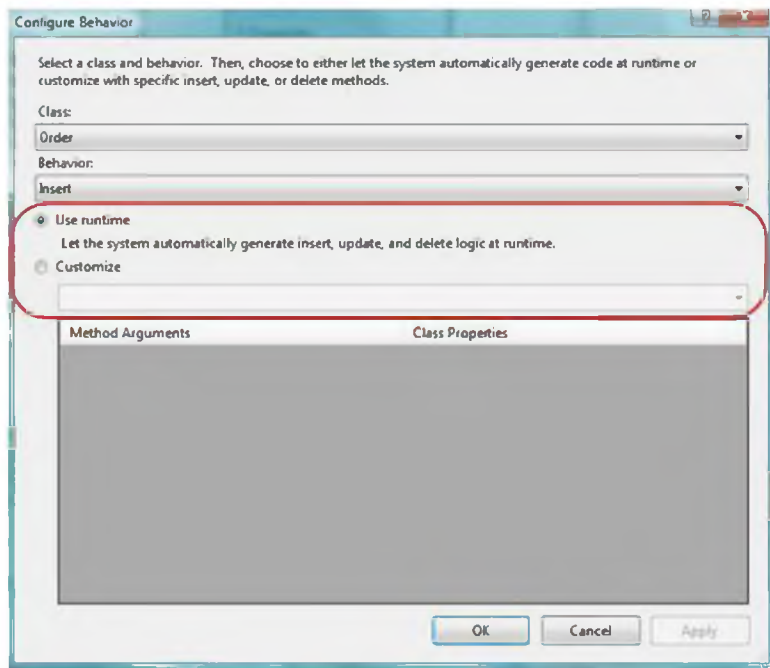 Configure Behavior
Select a class and behavior. Then, choose to either let the system automatically generate code at runtime or
customize with specific insert, update, or delete methods.
Class:
Order
Behavior:
Insert
Use runtime
Let the system automatically generate insert, update, and delete logic at runtime.
Customize
Method Arguments Class Properties
OK Cancel Apply